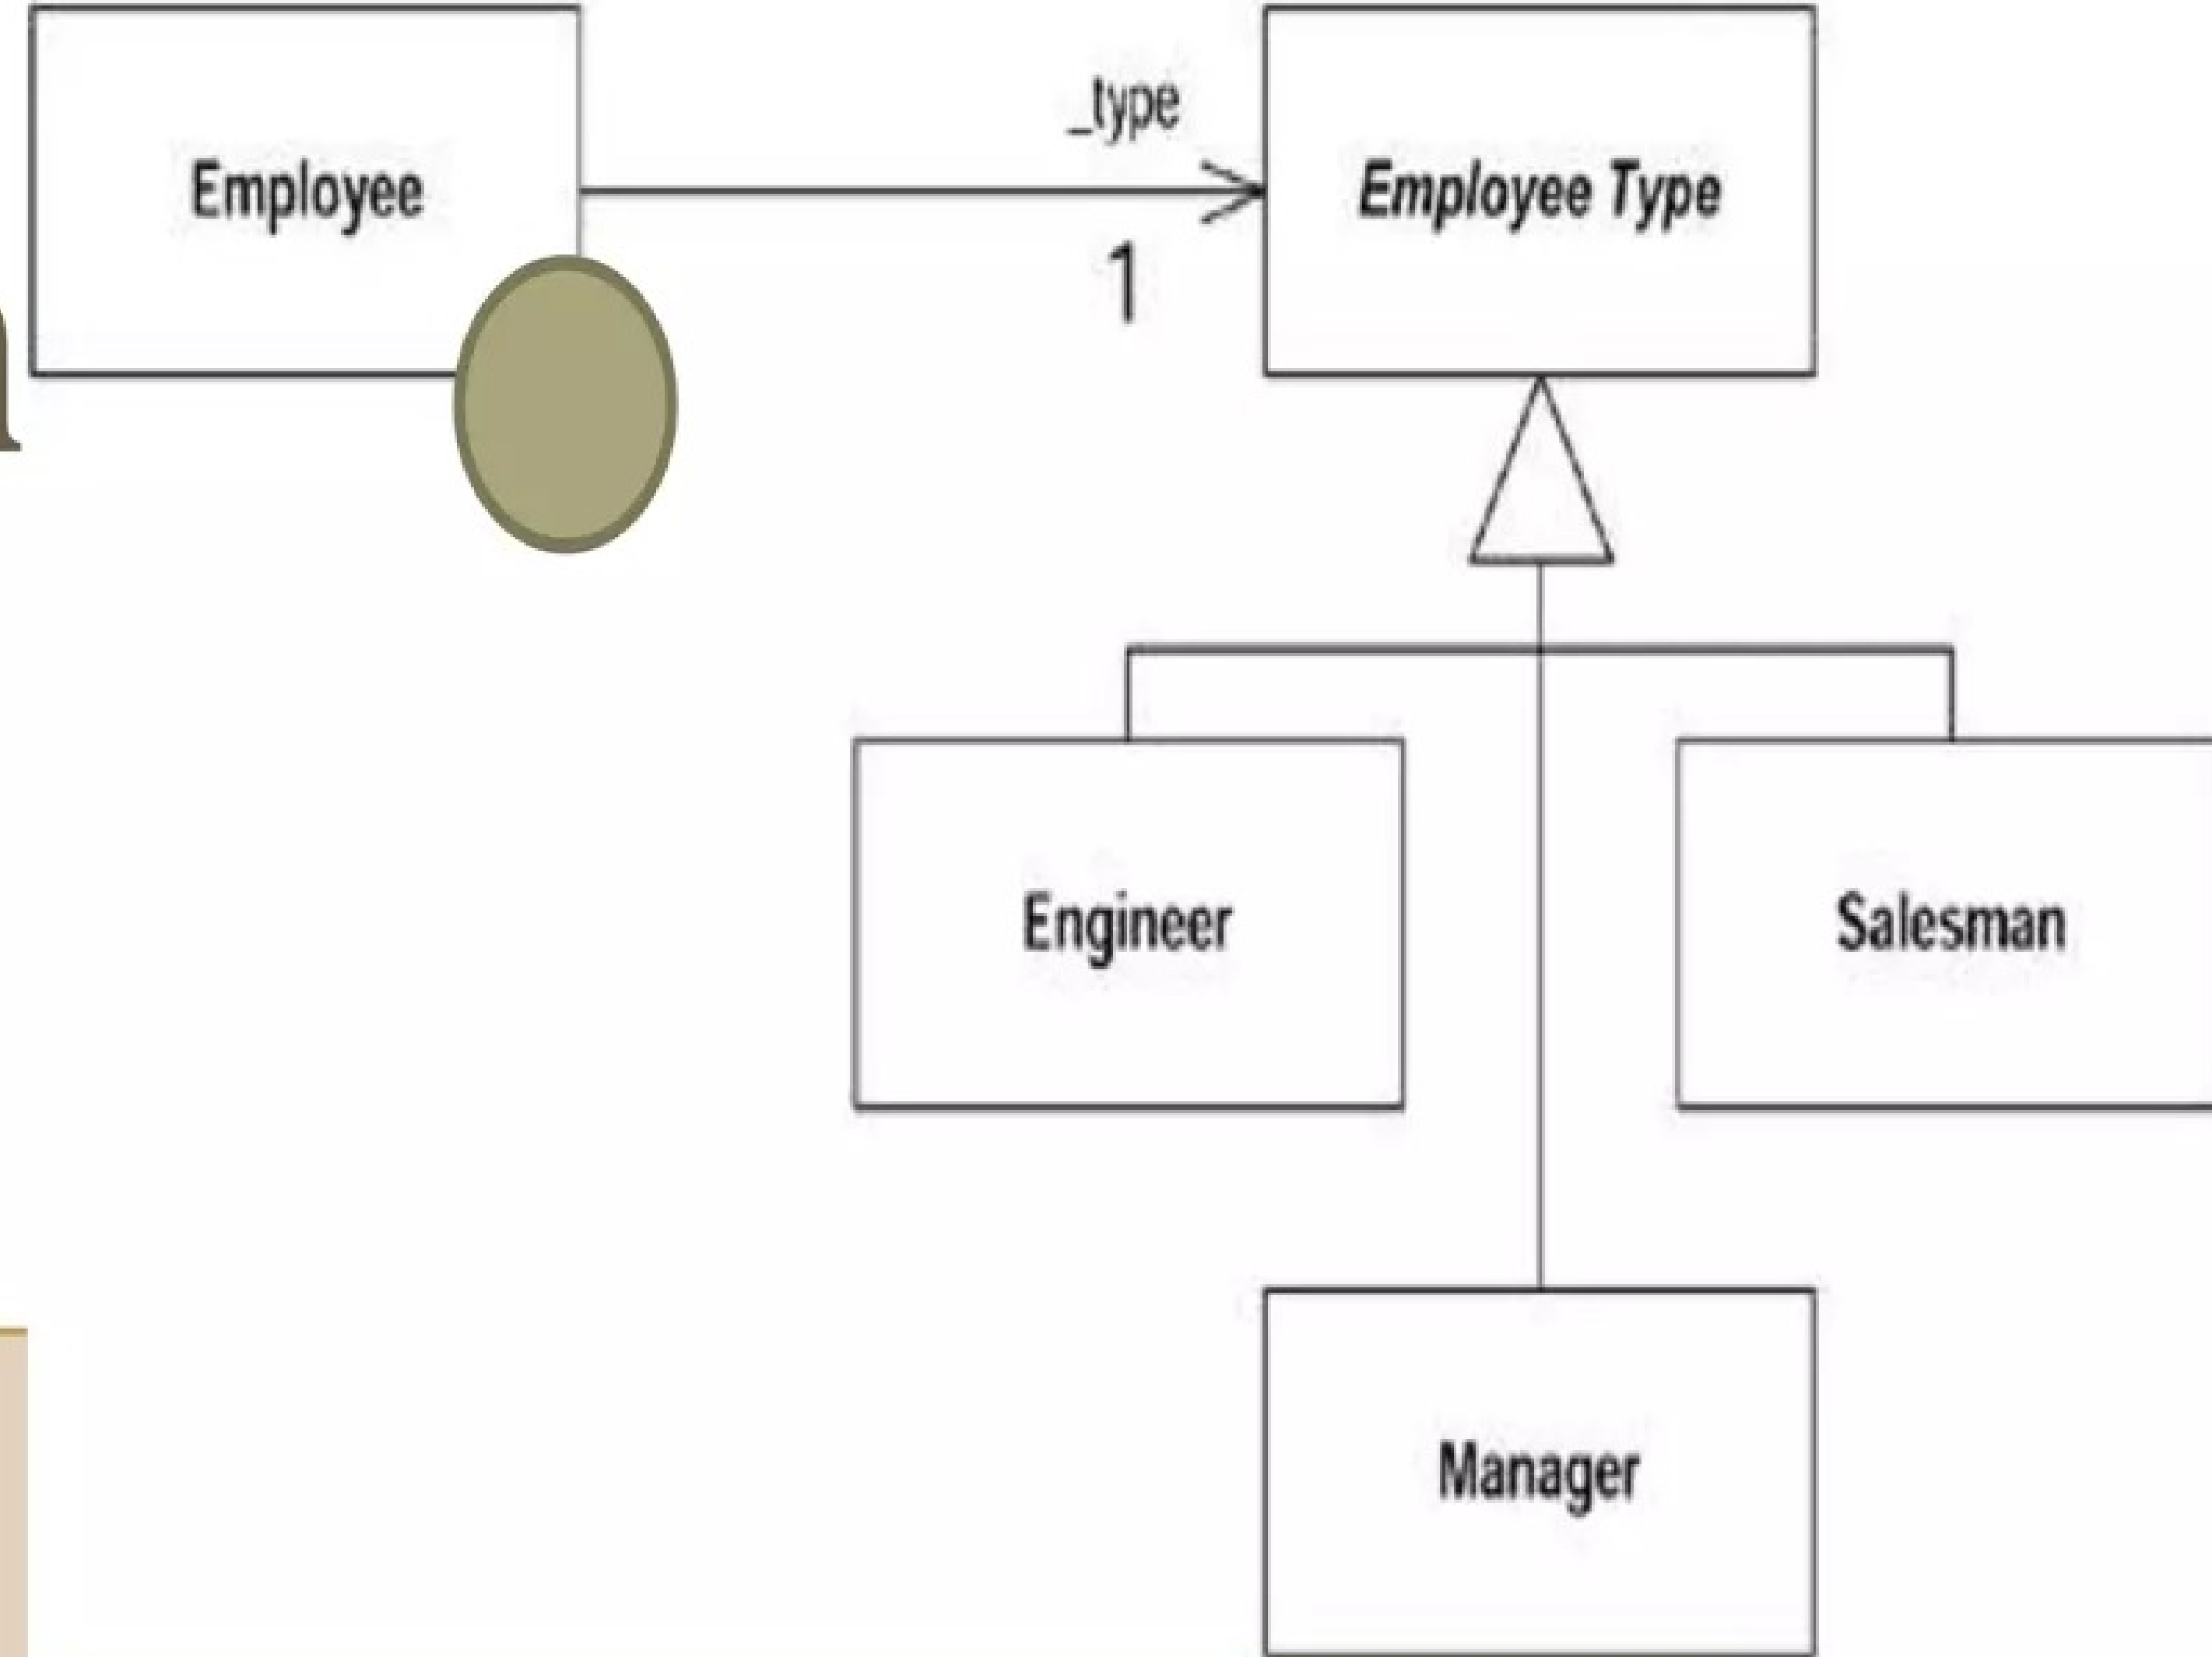 _type
Employee
Employee Type
1
Engineer
Salesman
Manager